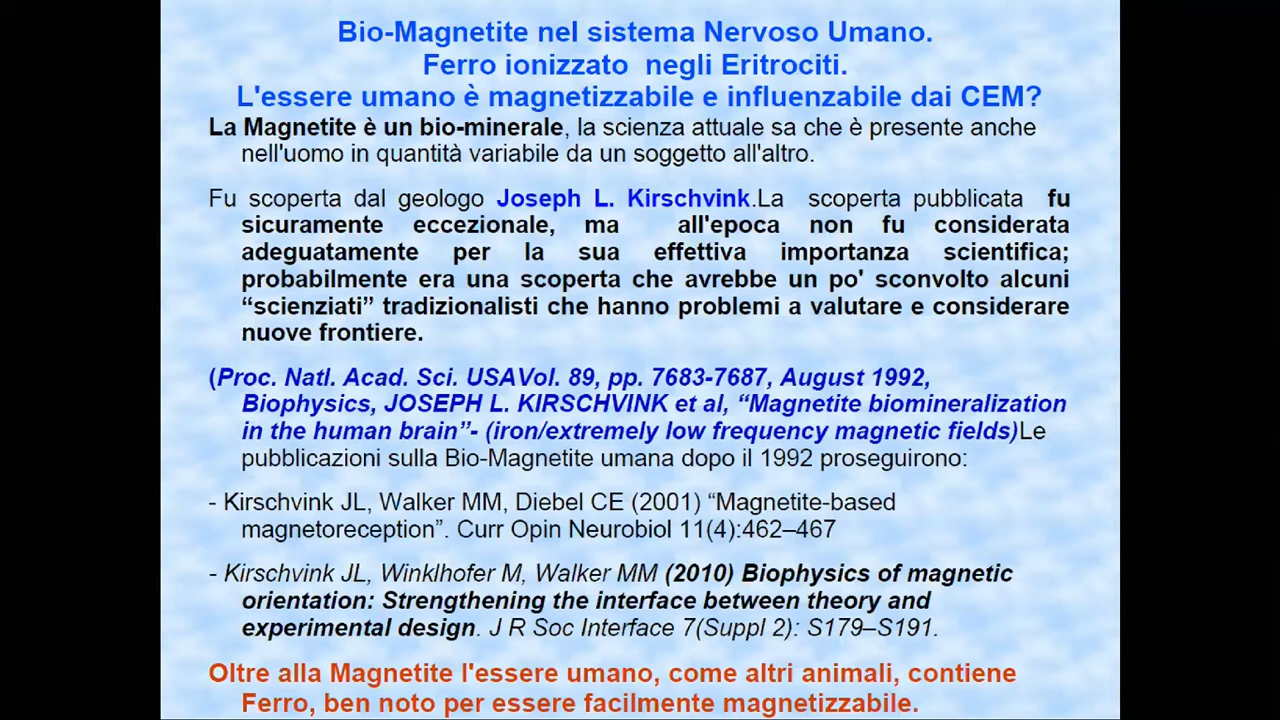 Bio-Magnetite nel sistema Nervoso Umano.
Ferro ionizzato  negli Eritrociti.
L'essere umano è magnetizzabile e influenzabile dai CEM?
La Magnetite è un bio-minerale, la scienza attuale sa che è presente anche
nell'uomo in quantità variabile da un soggetto all'altro.
Fu scoperta dal geologo Joseph L. Kirschvink.La scoperta pubblicata fu
sicuramente eccezionale, ma all'epoca non fu considerata
adeguatamente per la sua effettiva importanza scientifica;
probabilmente era una scoperta che avrebbe un po' sconvolto alcuni
“scienziati” tradizionalisti che hanno problemi a valutare e considerare
nuove frontiere.
(Proc. Natl. Acad. Sci. USAVol. 89, pp. 7683-7687, August 1992,
Biophysics, JOSEPH L. KIRSCHVINK et al, “Magnetite biomineralization
in the human brain”- (iron/extremely low frequency magnetic fields)Le
pubblicazioni sulla Bio-Magnetite umana dopo il 1992 proseguirono:
- Kirschvink JL, Walker MM, Diebel CE (2001) “Magnetite-based
magnetoreception”. Curr Opin Neurobiol 11(4):462–467
- Kirschvink JL, Winklhofer M, Walker MM (2010) Biophysics of magnetic
orientation: Strengthening the interface between theory and
experimental design. J R Soc Interface 7(Suppl 2): S179–S191.
Oltre alla Magnetite l'essere umano, come altri animali, contiene
Ferro, ben noto per essere facilmente magnetizzabile.